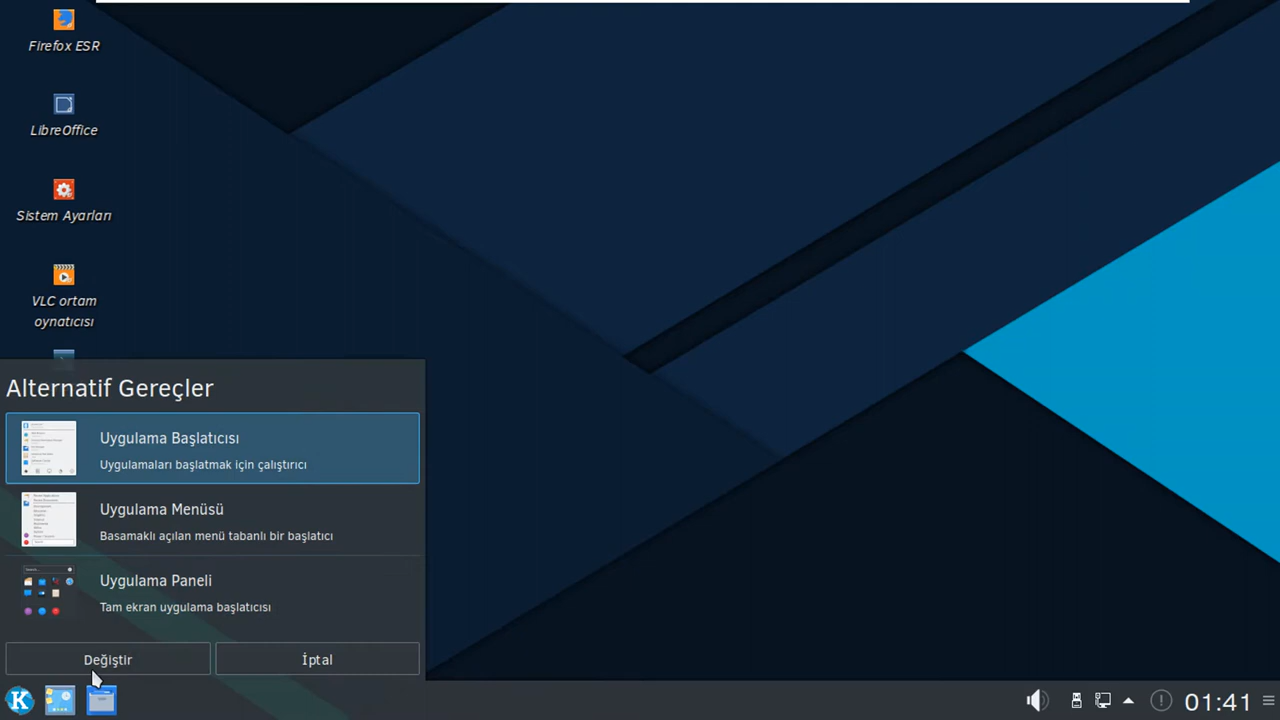 Firefox ESR
LibreOffice
Sistem Ayarları
VLC ortam
oynatıcısı
Alternatif Gereçler
Uygulama Başlatıcısı
Uygulamaları başlatmak için çalıştırıcı
Uygulama Menüsü
Basamaklı açılan menü tabanlı bir başlatıcı
Uygulama Paneli
Tam ekran uygulama başlatıcısı
Değiştir
İptal
01:41